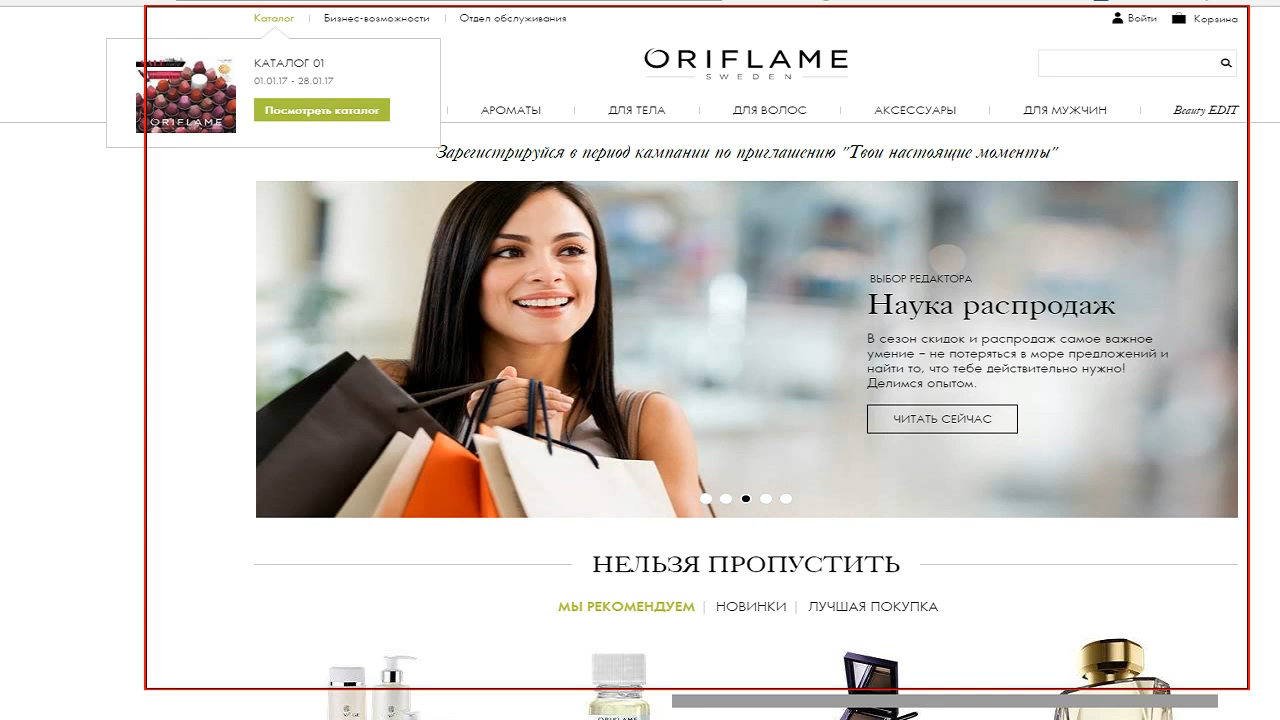 Каталог
Бизнес-возможности
Отдел обслуживания
Войти
Корзина
КАТАЛОГ 01
01.01.17 - 28.01.17
Посмотреть каталог
ORIFLAME
ORIFLAME
SWEDEN
АРОМАТЫ
ДЛЯ ТЕЛА
ДЛЯ ВОЛОС
АКСЕССУАРЫ
ДЛЯ МУЖЧИН
Beauty EDIT
Зарегистрируйся в период кампании по приглашению "Твои настоящие моменты"
ВЫБОР РЕДАКТОРА
Наука распродаж
В сезон скидок и распродаж самое важное
умение – не потеряться в море предложений и
найти то, что тебе действительно нужно!
Делимся опытом.
ЧИТАТЬ СЕЙЧАС
НЕЛЬЗЯ ПРОПУСТИТЬ
МЫ РЕКОМЕНДУЕМ
НОВИНКИ
ЛУЧШАЯ ПОКУПКА
ORIFLAME